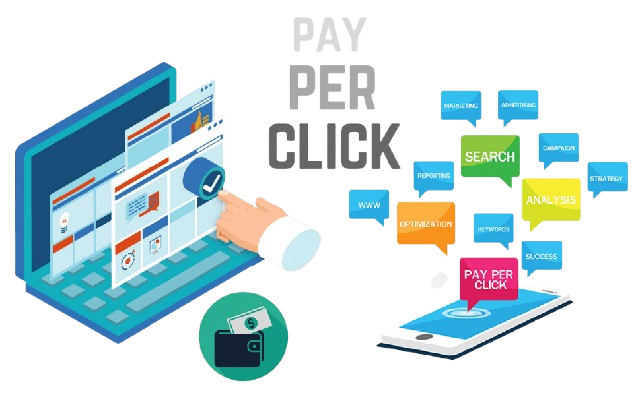 PAY
PER
CLICK
MARKETING
ADVERTISING
SEARCH
CAMPAIGN
REPORTING
STRATEGY
WWW
ANALYSIS
OPTIMIZATION
KEYWORDS
SUCCESS
PAY PER
CLICK
$